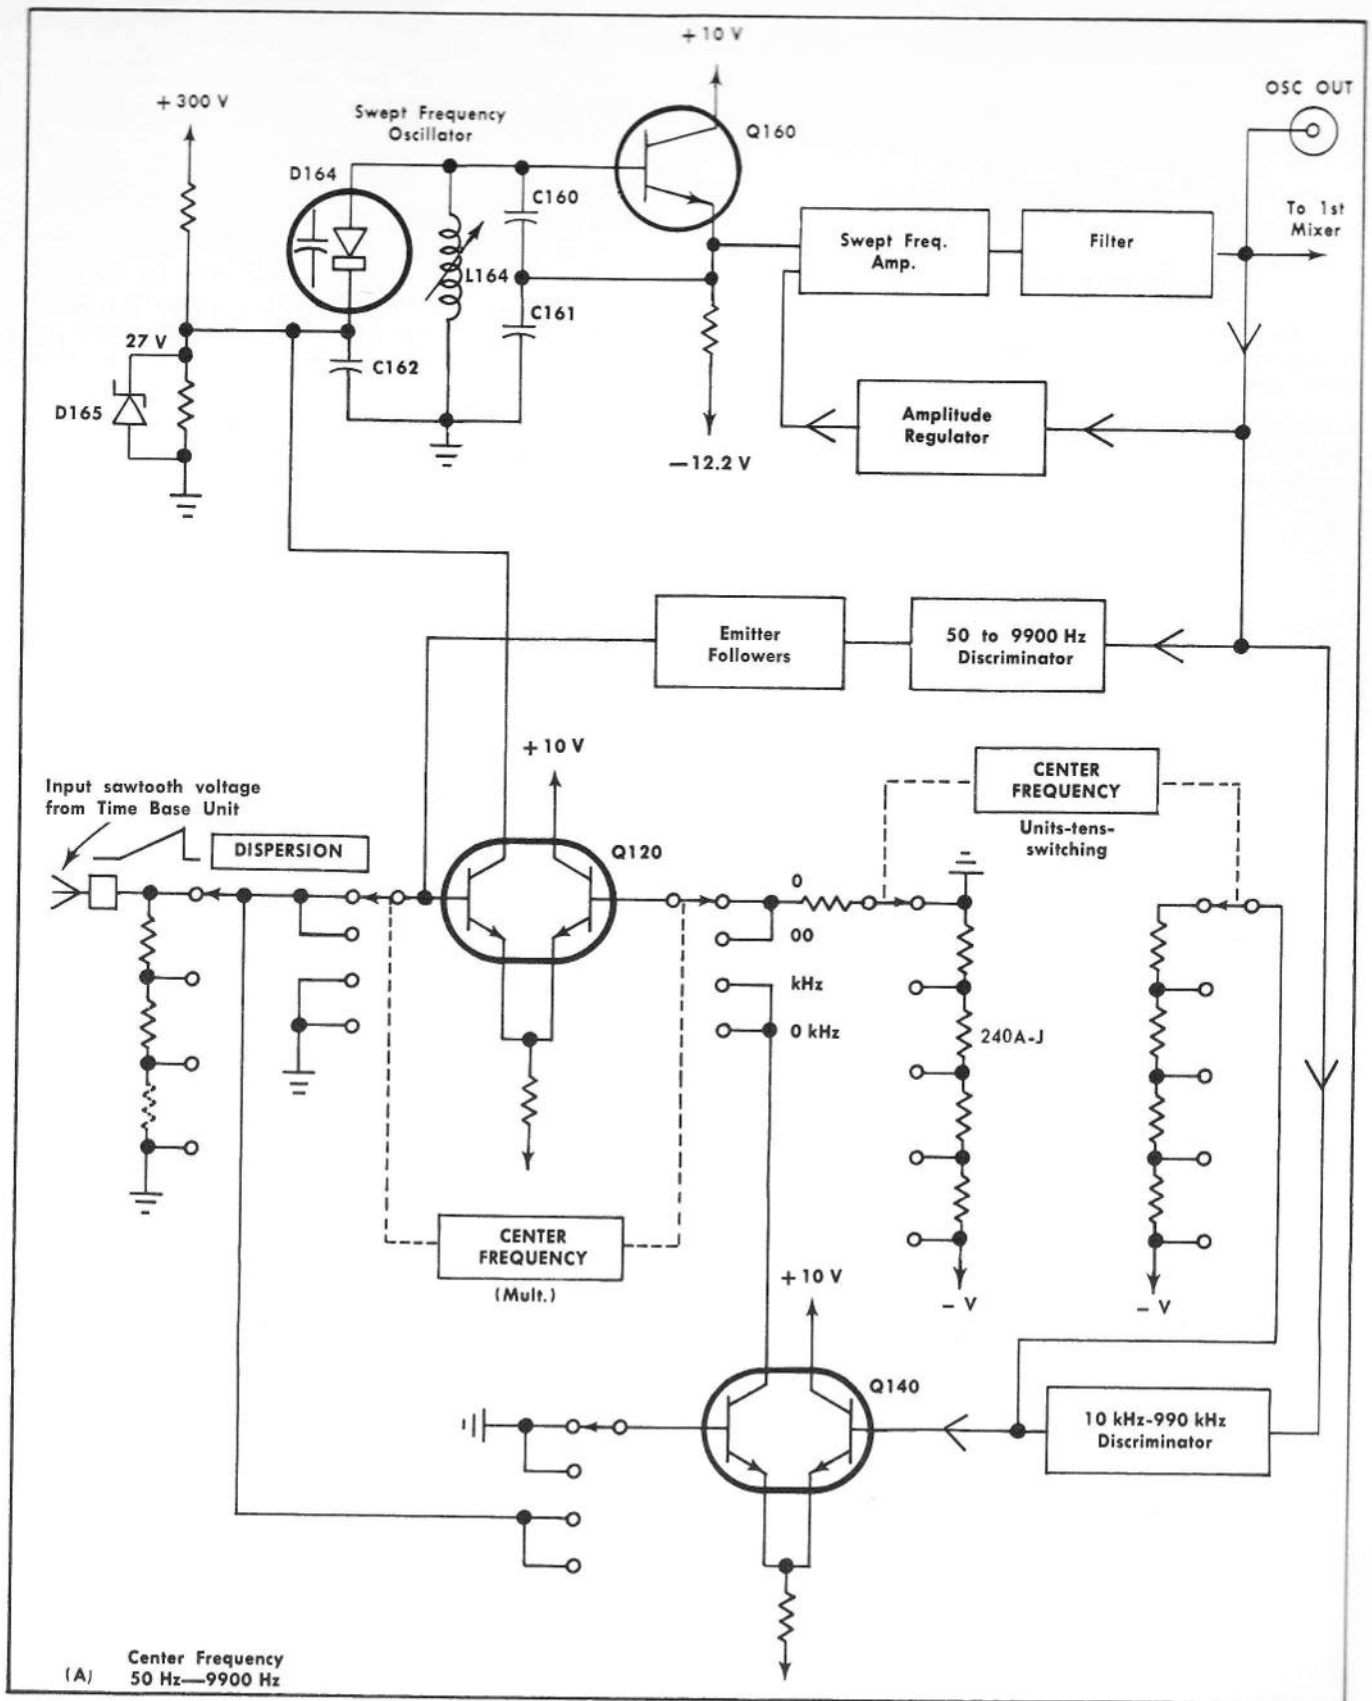 +10 V
OSC OUT
+300 V
Swept Frequency
Oscillator
Q160
D164
C160
To 1st
Mixer
Swept Freq.
Amp.
Filter
L164
C161
27 V
C162
D165
Amplitude
Regulator
—12.2 V
Emitter
Followers
50 to 9900 Hz
Discriminator
+10 V
CENTER
FREQUENCY
Input sawtooth voltage
from Time Base Unit
Units-tens-
switching
DISPERSION
Q120
0
00
kHz
0 kHz
240A-J
CENTER
FREQUENCY
(Mult.)
+10 V
— V
— V
Q140
10 kHz-990 kHz
Discriminator
Center Frequency
(A) 50 Hz—9900 Hz